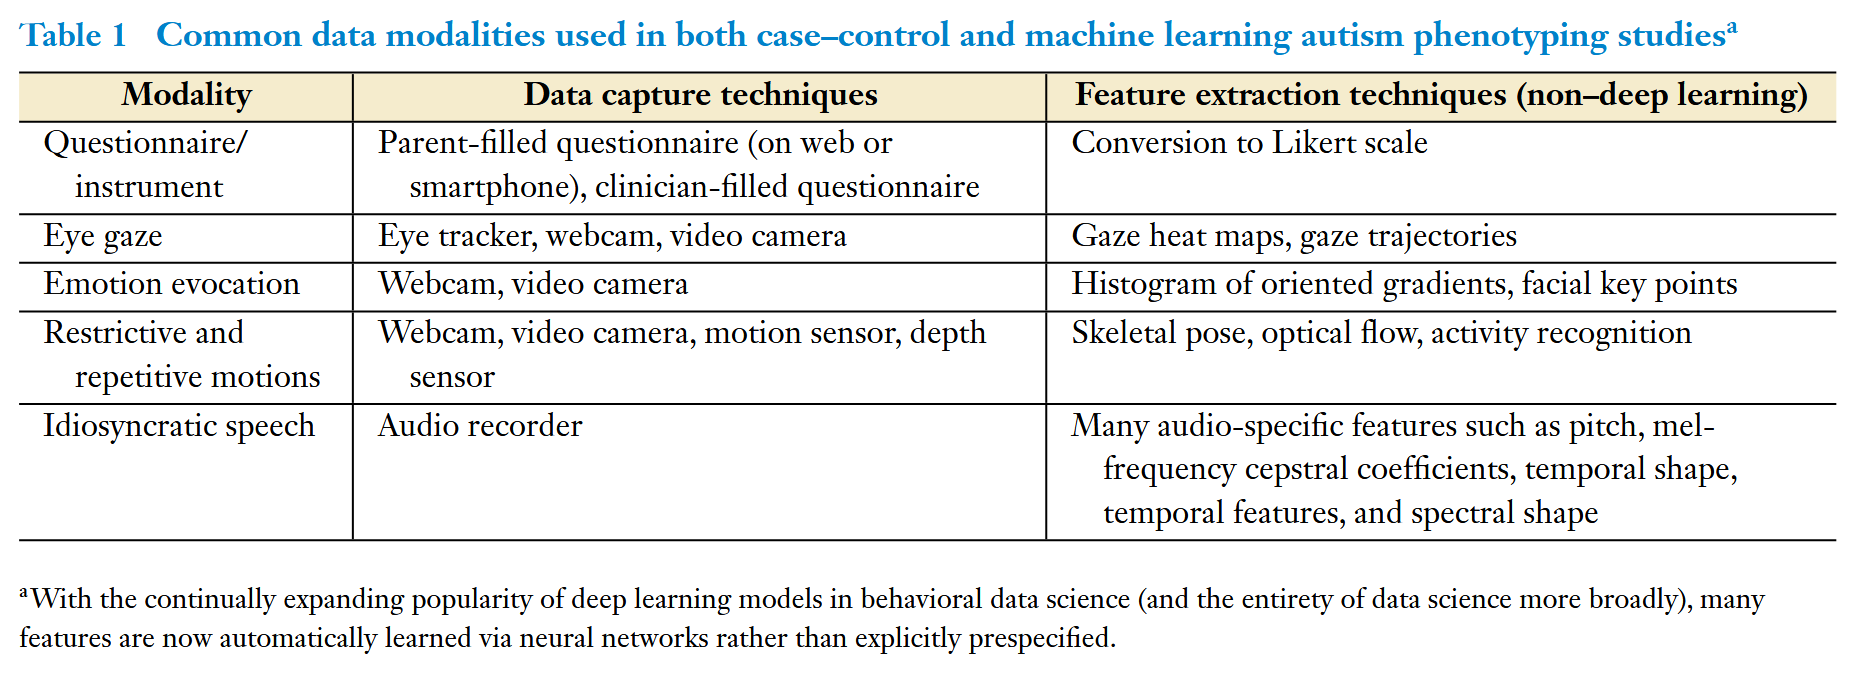 Table 1 Common data modalities used in both case–control and machine learning autism phenotyping studiesa
Modality Data capture techniques Feature extraction techniques (non–deep learning)
Questionnaire/
instrument
Parent-filled questionnaire (on web or
smartphone), clinician-filled questionnaire
Conversion to Likert scale
Eye gaze
Eye tracker, webcam, video camera
Gaze heat maps, gaze trajectories
Emotion evocation
Webcam, video camera
Histogram of oriented gradients, facial key points
Restrictive and
repetitive motions
Webcam, video camera, motion sensor, depth
sensor
Skeletal pose, optical flow, activity recognition
Idiosyncratic speech
Audio recorder
Many audio-specific features such as pitch, mel-
frequency cepstral coefficients, temporal shape,
temporal features, and spectral shape
aWith the continually expanding popularity of deep learning models in behavioral data science (and the entirety of data science more broadly), many
features are now automatically learned via neural networks rather than explicitly prespecified.